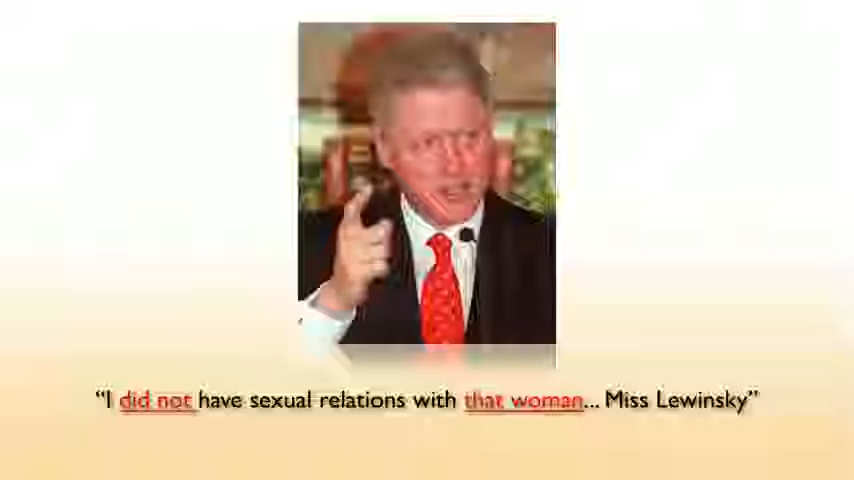 “I did not have sexual relations with that woman... Miss Lewinsky”